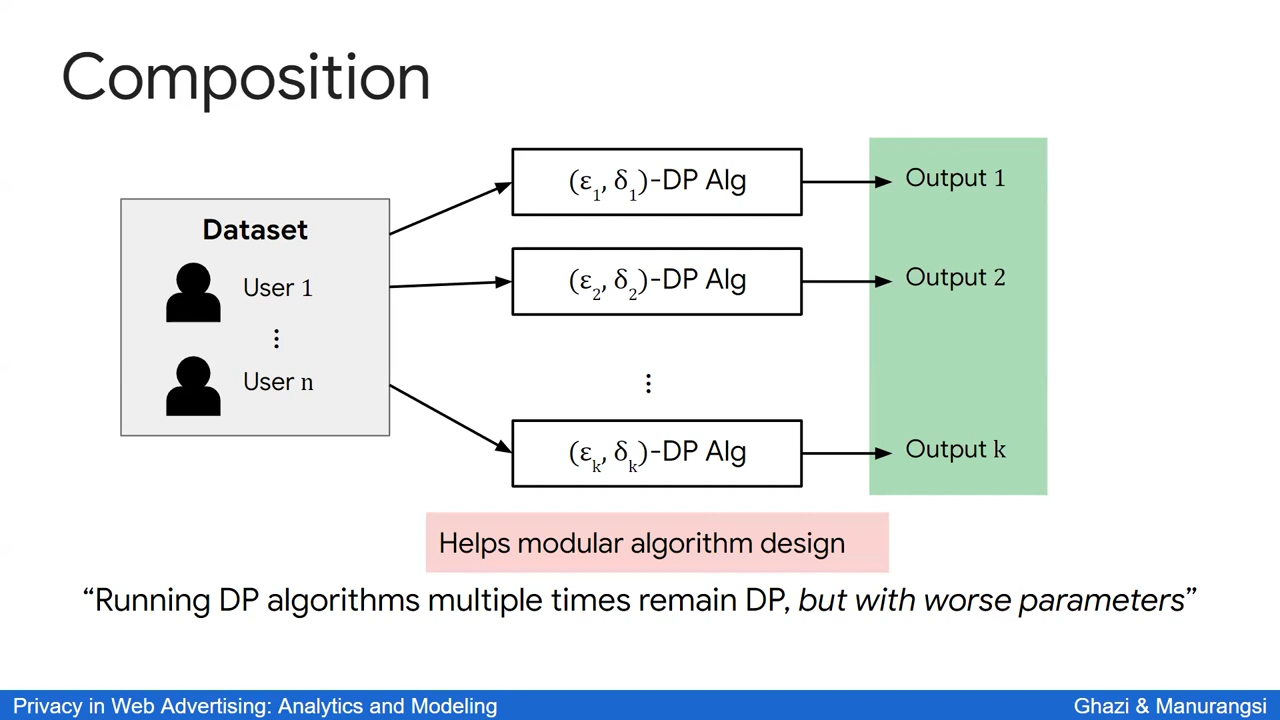 Composition
Dataset
User 1
⋮
User n
(ε₁, δ₁)-DP Alg
(ε₂, δ₂)-DP Alg
⋮
(εₖ, δₖ)-DP Alg
Output 1
Output 2
Output k
Helps modular algorithm design
“Running DP algorithms multiple times remain DP, but with worse parameters”
Privacy in Web Advertising: Analytics and Modeling
Ghazi & Manurangsi